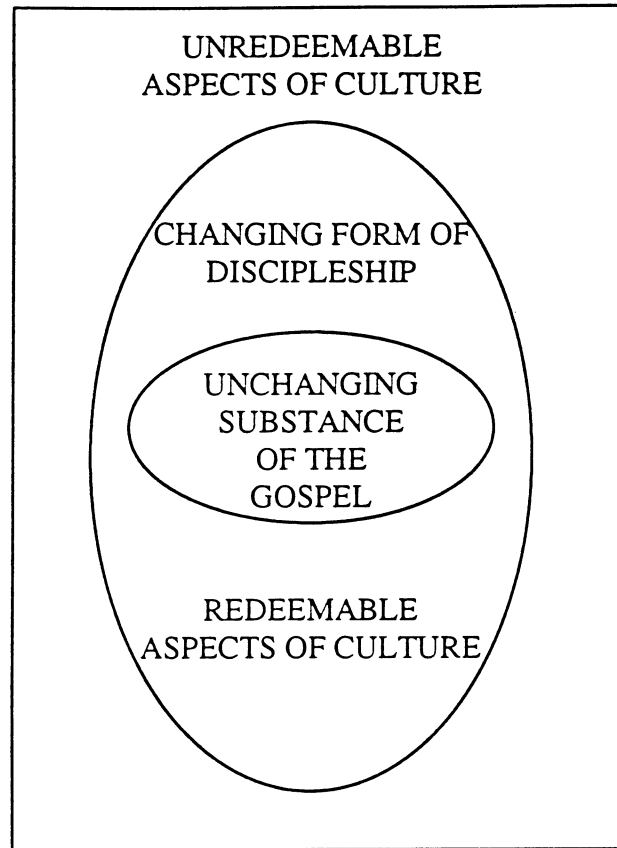 UNREDEEMABLE
ASPECTS OF CULTURE
CHANGING FORM OF
DISCIPLESHIP
UNCHANGING
SUBSTANCE
OF THE
GOSPEL
REDEEMABLE
ASPECTS OF CULTURE